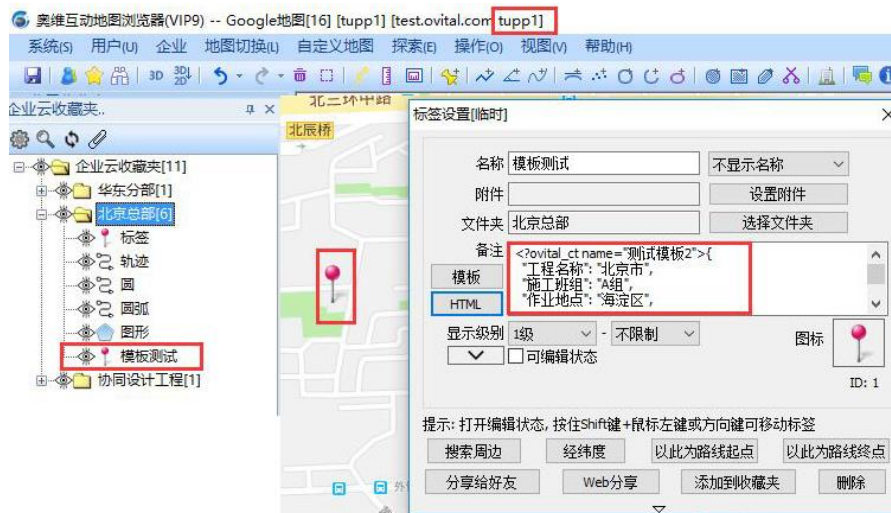 奥维互动地图浏览器(VIP9) -- Google地图[16] [tupp1] [test.ovital.com tupp1]
系统(S) 用户(U) 企业 地图切换(L) 自定义地图 探索(E) 操作(O) 视图(V) 帮助(H)
3D
3D 2D
企业云收藏夹..
企业云收藏夹[11]
华东分部[1]
北京总部[6]
标签
轨迹
圆
圆弧
图形
模板测试
协同设计工程[1]
北三环中路
北辰桥
标签设置[临时]
名称 模板测试 不显示名称
附件 设置附件
文件夹 北京总部 选择文件夹
备注 <?ovital_ct name="测试模板2">{
"工程名称": "北京市",
"施工班组": "A组",
"作业地点": "海淀区",
模板
HTML
显示级别 1级 - 不限制 图标
可编辑状态
ID: 1
提示: 打开编辑状态, 按住Shift键+鼠标左键或方向键可移动标签
搜索周边 经纬度 以此为路线起点 以此为路线终点
分享给好友 Web分享 添加到收藏夹 删除